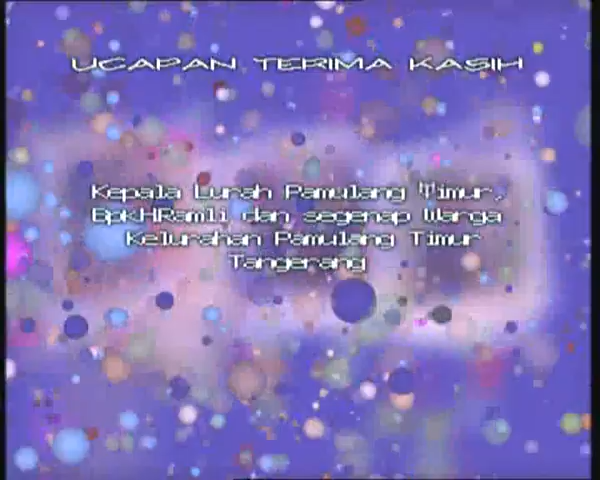 UCAPAN TERIMA KASIH
Kepala Lurah Pamulang Timur,
BpkHRamli dan segenap Warga
Kelurahan Pamulang Timur
Tangerang